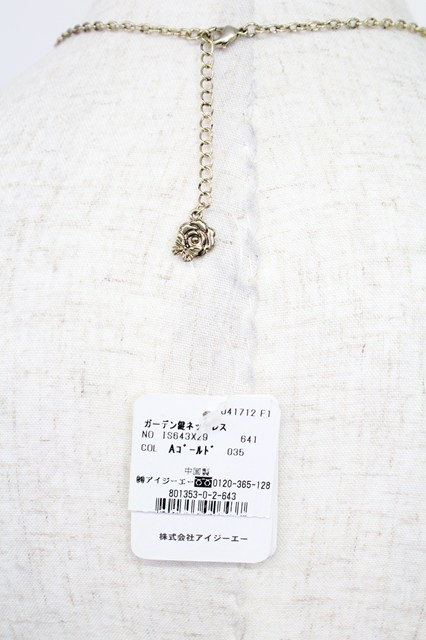 041712 F1
ガーデン鍵ネックレス
NO IS643X29 641
COL Aゴールド 035
中国製
㈱アイジーエー 0120-365-128
801353-0-2-643
株式会社アイジーエー